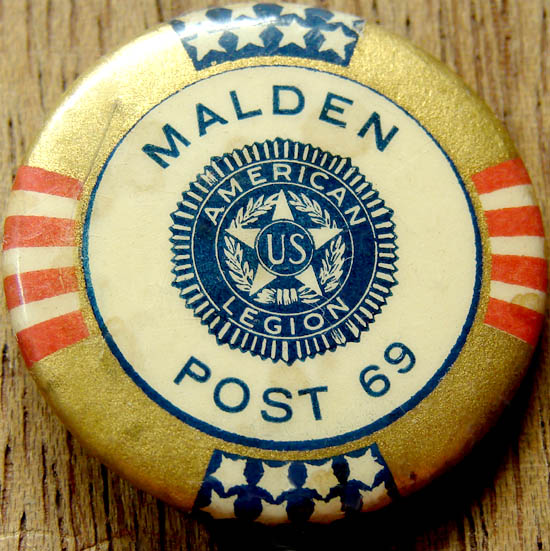 MALDEN
AMERICAN
US
LEGION
POST 69